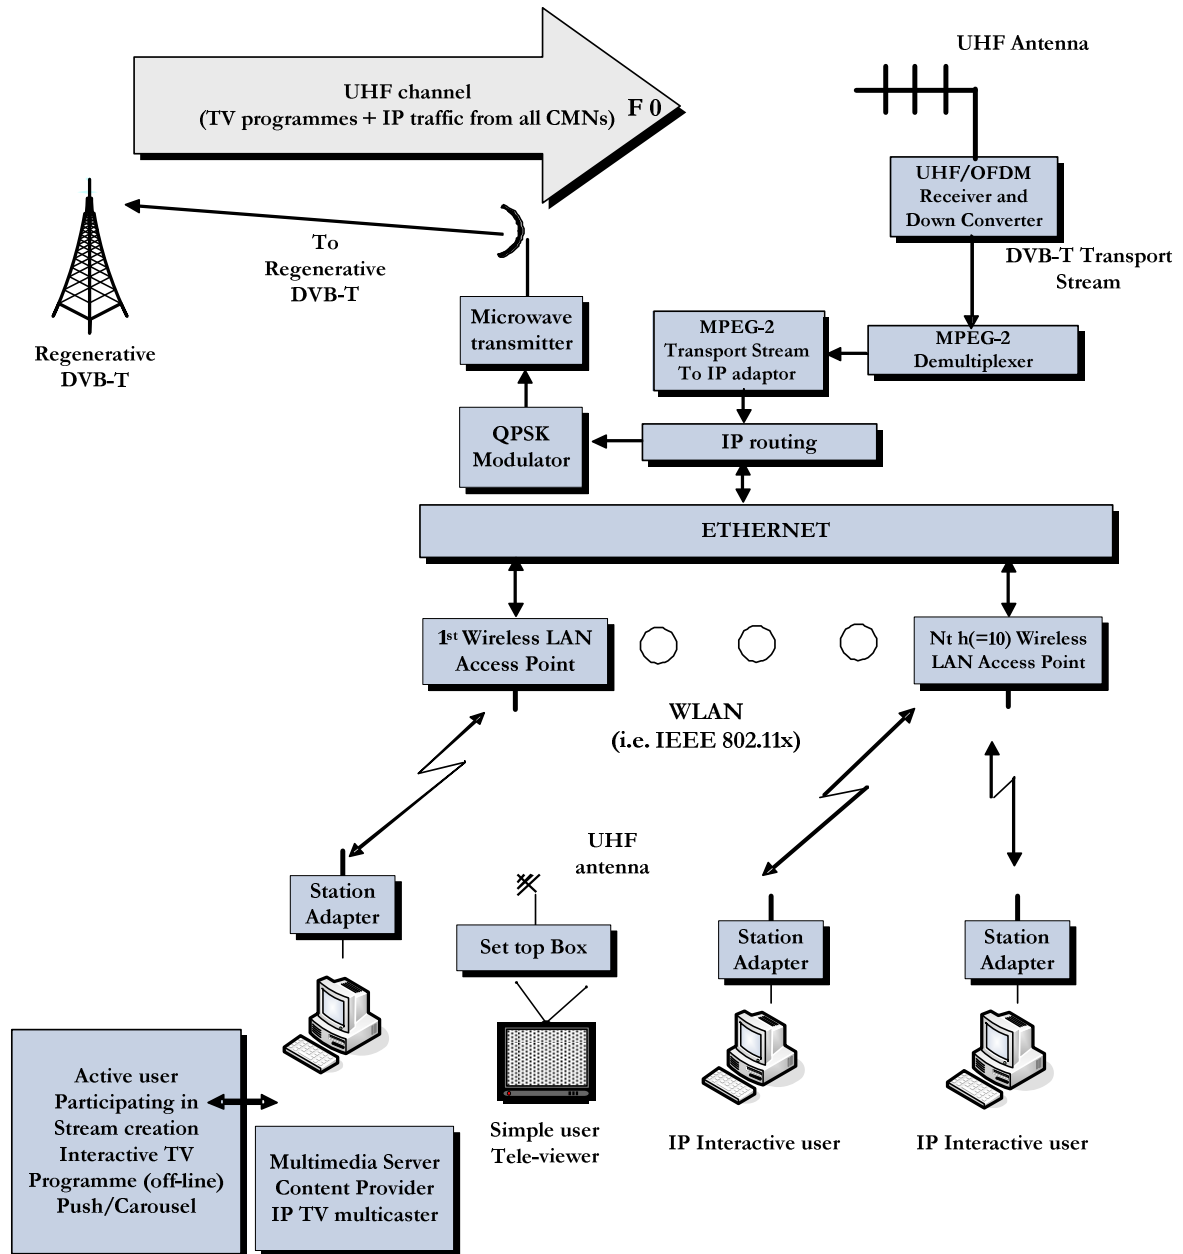 UHF channel
(TV programmes + IP traffic from all CMNs)
F 0
UHF Antenna
UHF/OFDM
Receiver and
Down Converter
DVB-T Transport
Stream
To
Regenerative
DVB-T
Regenerative
DVB-T
Microwave
transmitter
MPEG-2
Transport Stream
To IP adaptor
MPEG-2
Demultiplexer
QPSK
Modulator
IP routing
ETHERNET
1st Wireless LAN
Access Point
Nt h(=10) Wireless
LAN Access Point
WLAN
(i.e. IEEE 802.11x)
UHF
antenna
Station
Adapter
Set top Box
Station
Adapter
Station
Adapter
Active user
Participating in
Stream creation
Interactive TV
Programme (off-line)
Push/Carousel
Multimedia Server
Content Provider
IP TV multicaster
Simple user
Tele-viewer
IP Interactive user
IP Interactive user